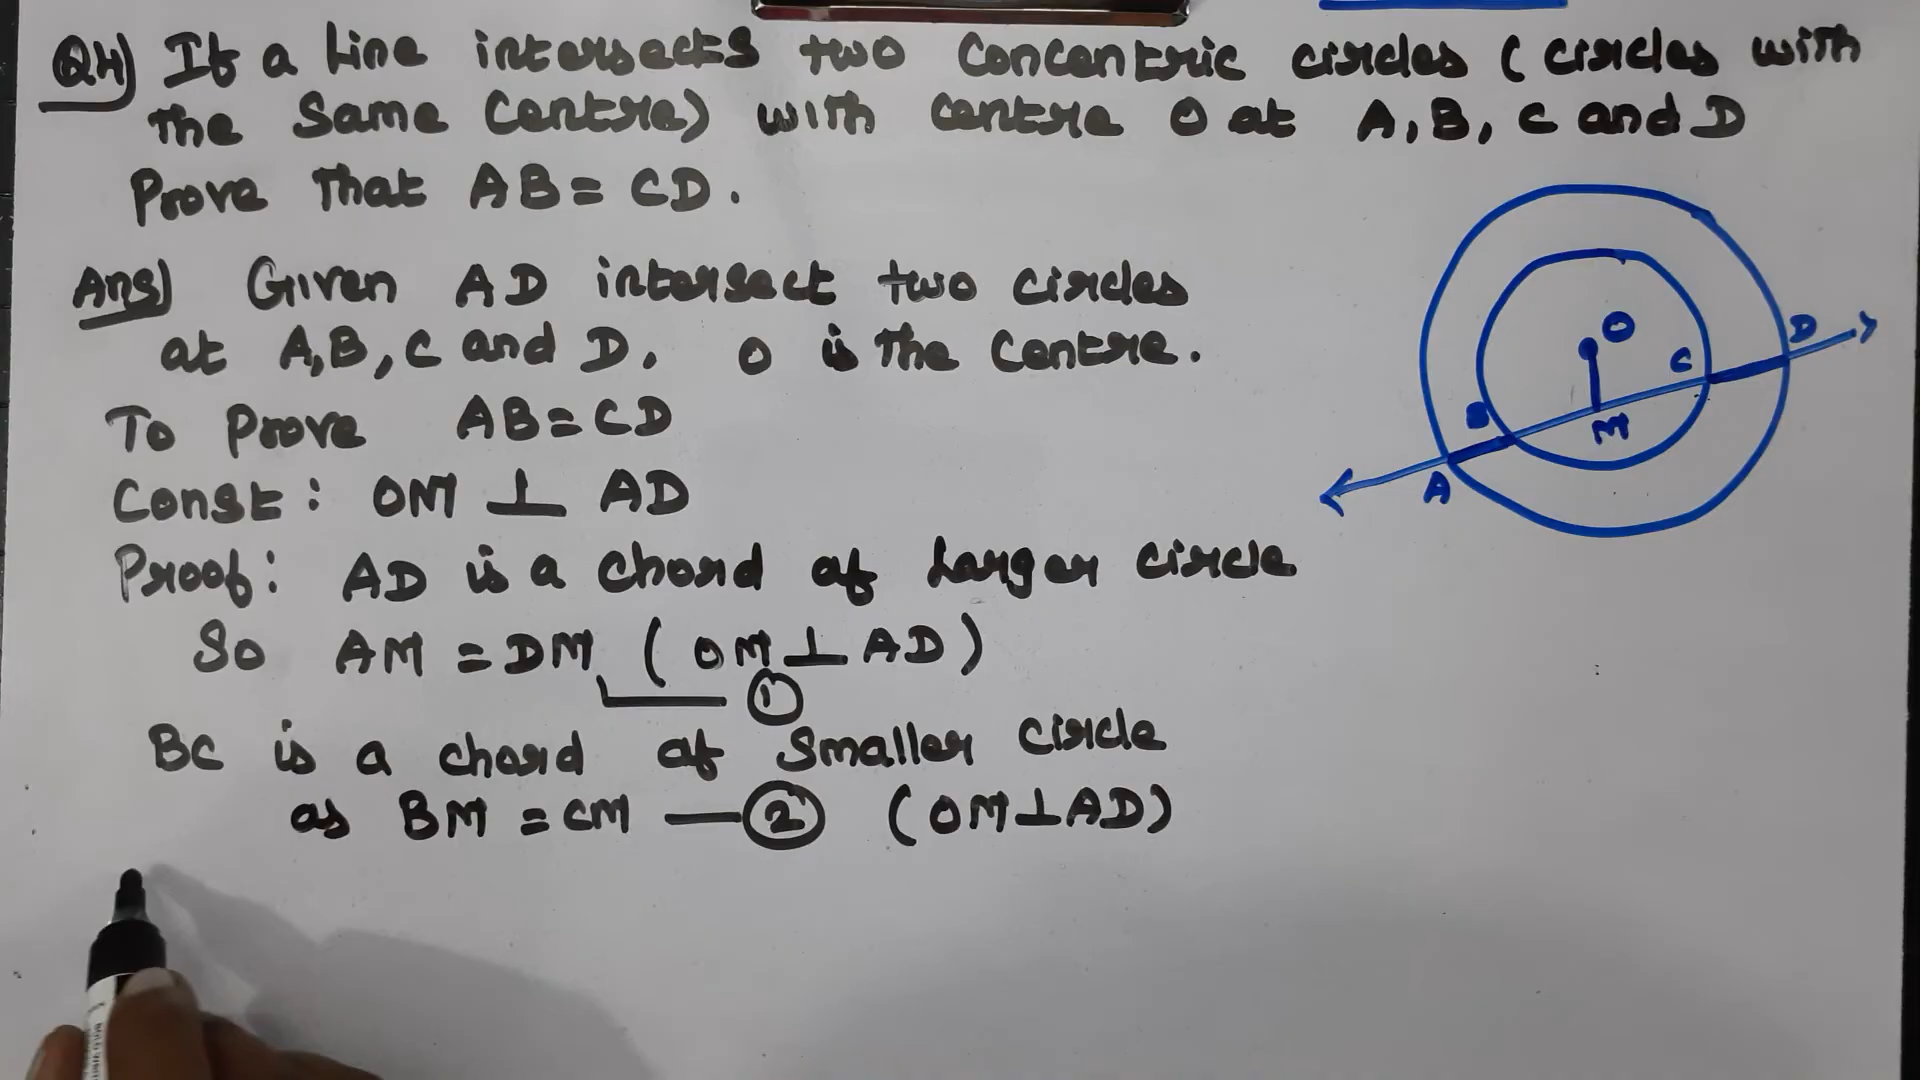 Q4) If a Line intersects two Concentric circles (circles with
the Same Centre) with centre O at A, B, C and D
Prove that AB = CD.
Ans) Given AD intersect two circles
at A, B, C and D. O is the Centre.
To Prove AB = CD
Const: OM ⊥ AD
Proof: AD is a chord of Larger circle
So AM = DM (OM ⊥ AD)
①
BC is a chord of Smaller circle
as BM = CM — ② (OM ⊥ AD)
O
D
C
B
M
A